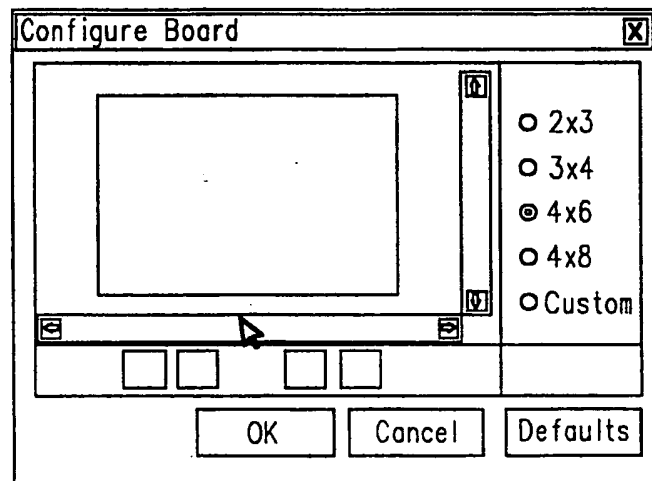 Configure Board X
2x3
3x4
4x6
4x8
Custom
OK Cancel Defaults